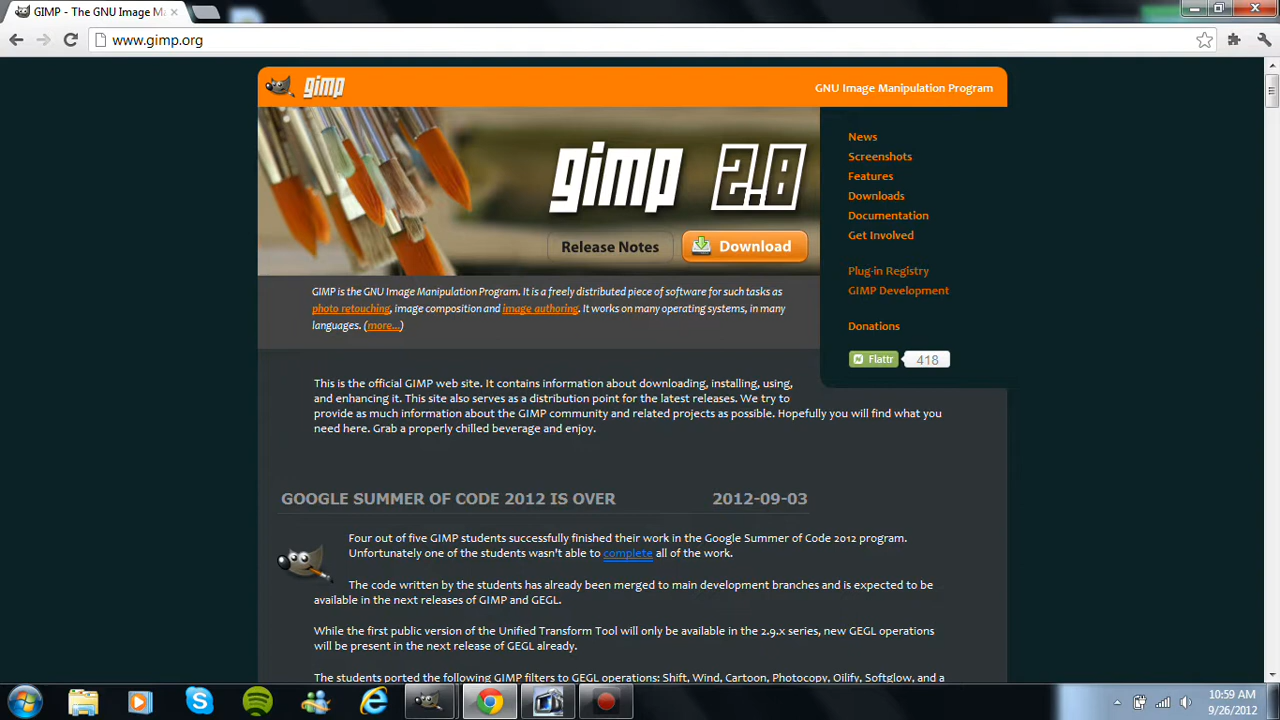 GIMP - The GNU Image M
www.gimp.org
gimp
GNU Image Manipulation Program
gimp 2.8
Release Notes
Download
News
Screenshots
Features
Downloads
Documentation
Get Involved
Plug-in Registry
GIMP Development
Donations
Flattr
418
GIMP is the GNU Image Manipulation Program. It is a freely distributed piece of software for such tasks as
photo retouching, image composition and image authoring. It works on many operating systems, in many
languages. (more...)
This is the official GIMP web site. It contains information about downloading, installing, using,
and enhancing it. This site also serves as a distribution point for the latest releases. We try to
provide as much information about the GIMP community and related projects as possible. Hopefully you will find what you
need here. Grab a properly chilled beverage and enjoy.
GOOGLE SUMMER OF CODE 2012 IS OVER
2012-09-03
Four out of five GIMP students successfully finished their work in the Google Summer of Code 2012 program.
Unfortunately one of the students wasn't able to complete all of the work.
The code written by the students has already been merged to main development branches and is expected to be
available in the next releases of GIMP and GEGL.
While the first public version of the Unified Transform Tool will only be available in the 2.9.x series, new GEGL operations
will be present in the next release of GEGL already.
The students ported the following GIMP filters to GEGL operations: Shift, Wind, Cartoon, Photocopy, Oilify, Softglow, and a
10:59 AM
9/26/2012